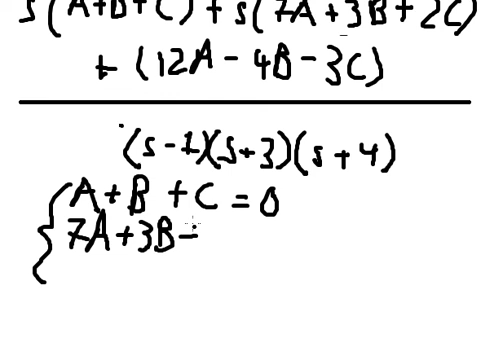 s(A+B+C)+s(7A+3B+2C)
+(12A-4B-3C)
(s-1)(s+3)(s+4)
A+B+C=0
7A+3B-